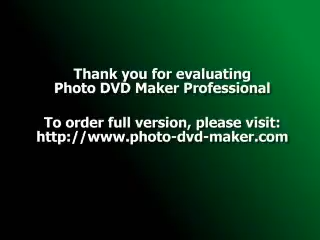 Thank you for evaluating
Photo DVD Maker Professional
To order full version, please visit:
http://www.photo-dvd-maker.com